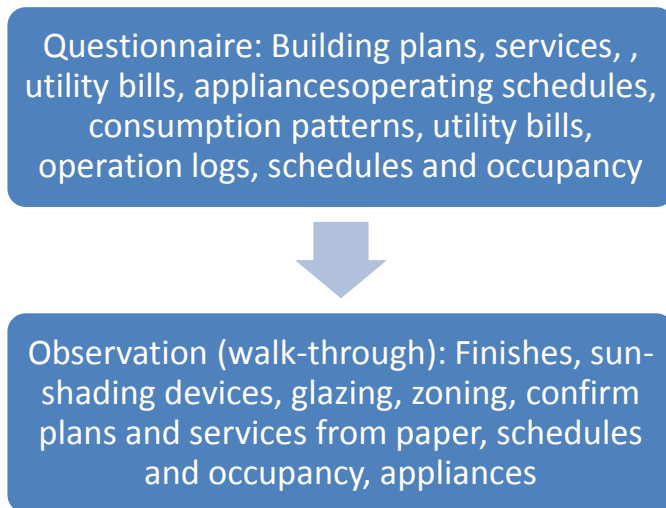 Questionnaire: Building plans, services, ,
utility bills, appliancesoperating schedules,
consumption patterns, utility bills,
operation logs, schedules and occupancy
Observation (walk-through): Finishes, sun-
shading devices, glazing, zoning, confirm
plans and services from paper, schedules
and occupancy, appliances